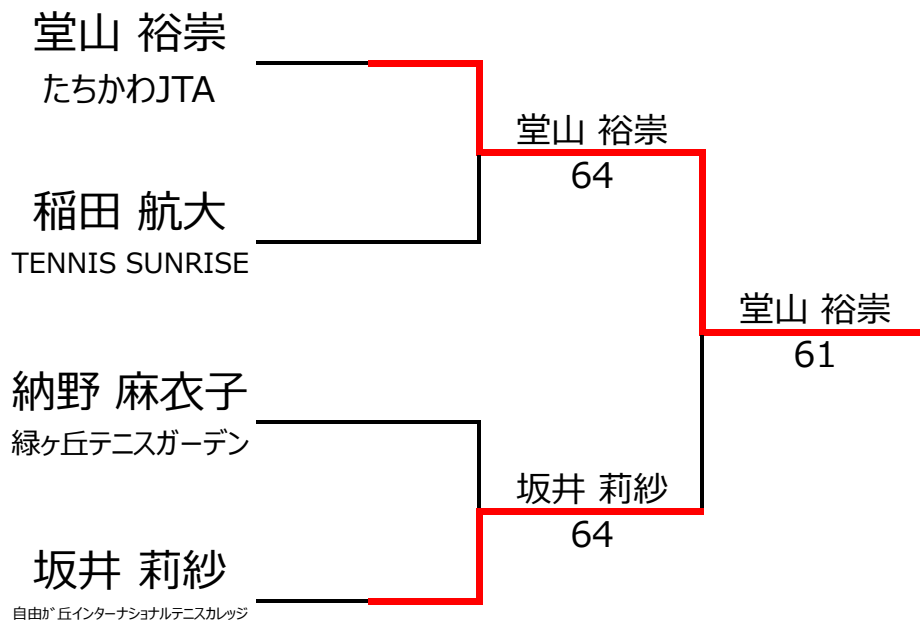 堂山 裕崇
たちかわJTA
堂山 裕崇
64
稲田 航大
TENNIS SUNRISE
堂山 裕崇
61
納野 麻衣子
緑ヶ丘テニスガーデン
坂井 莉紗
64
坂井 莉紗
自由が丘インターナショナルテニスカレッジ